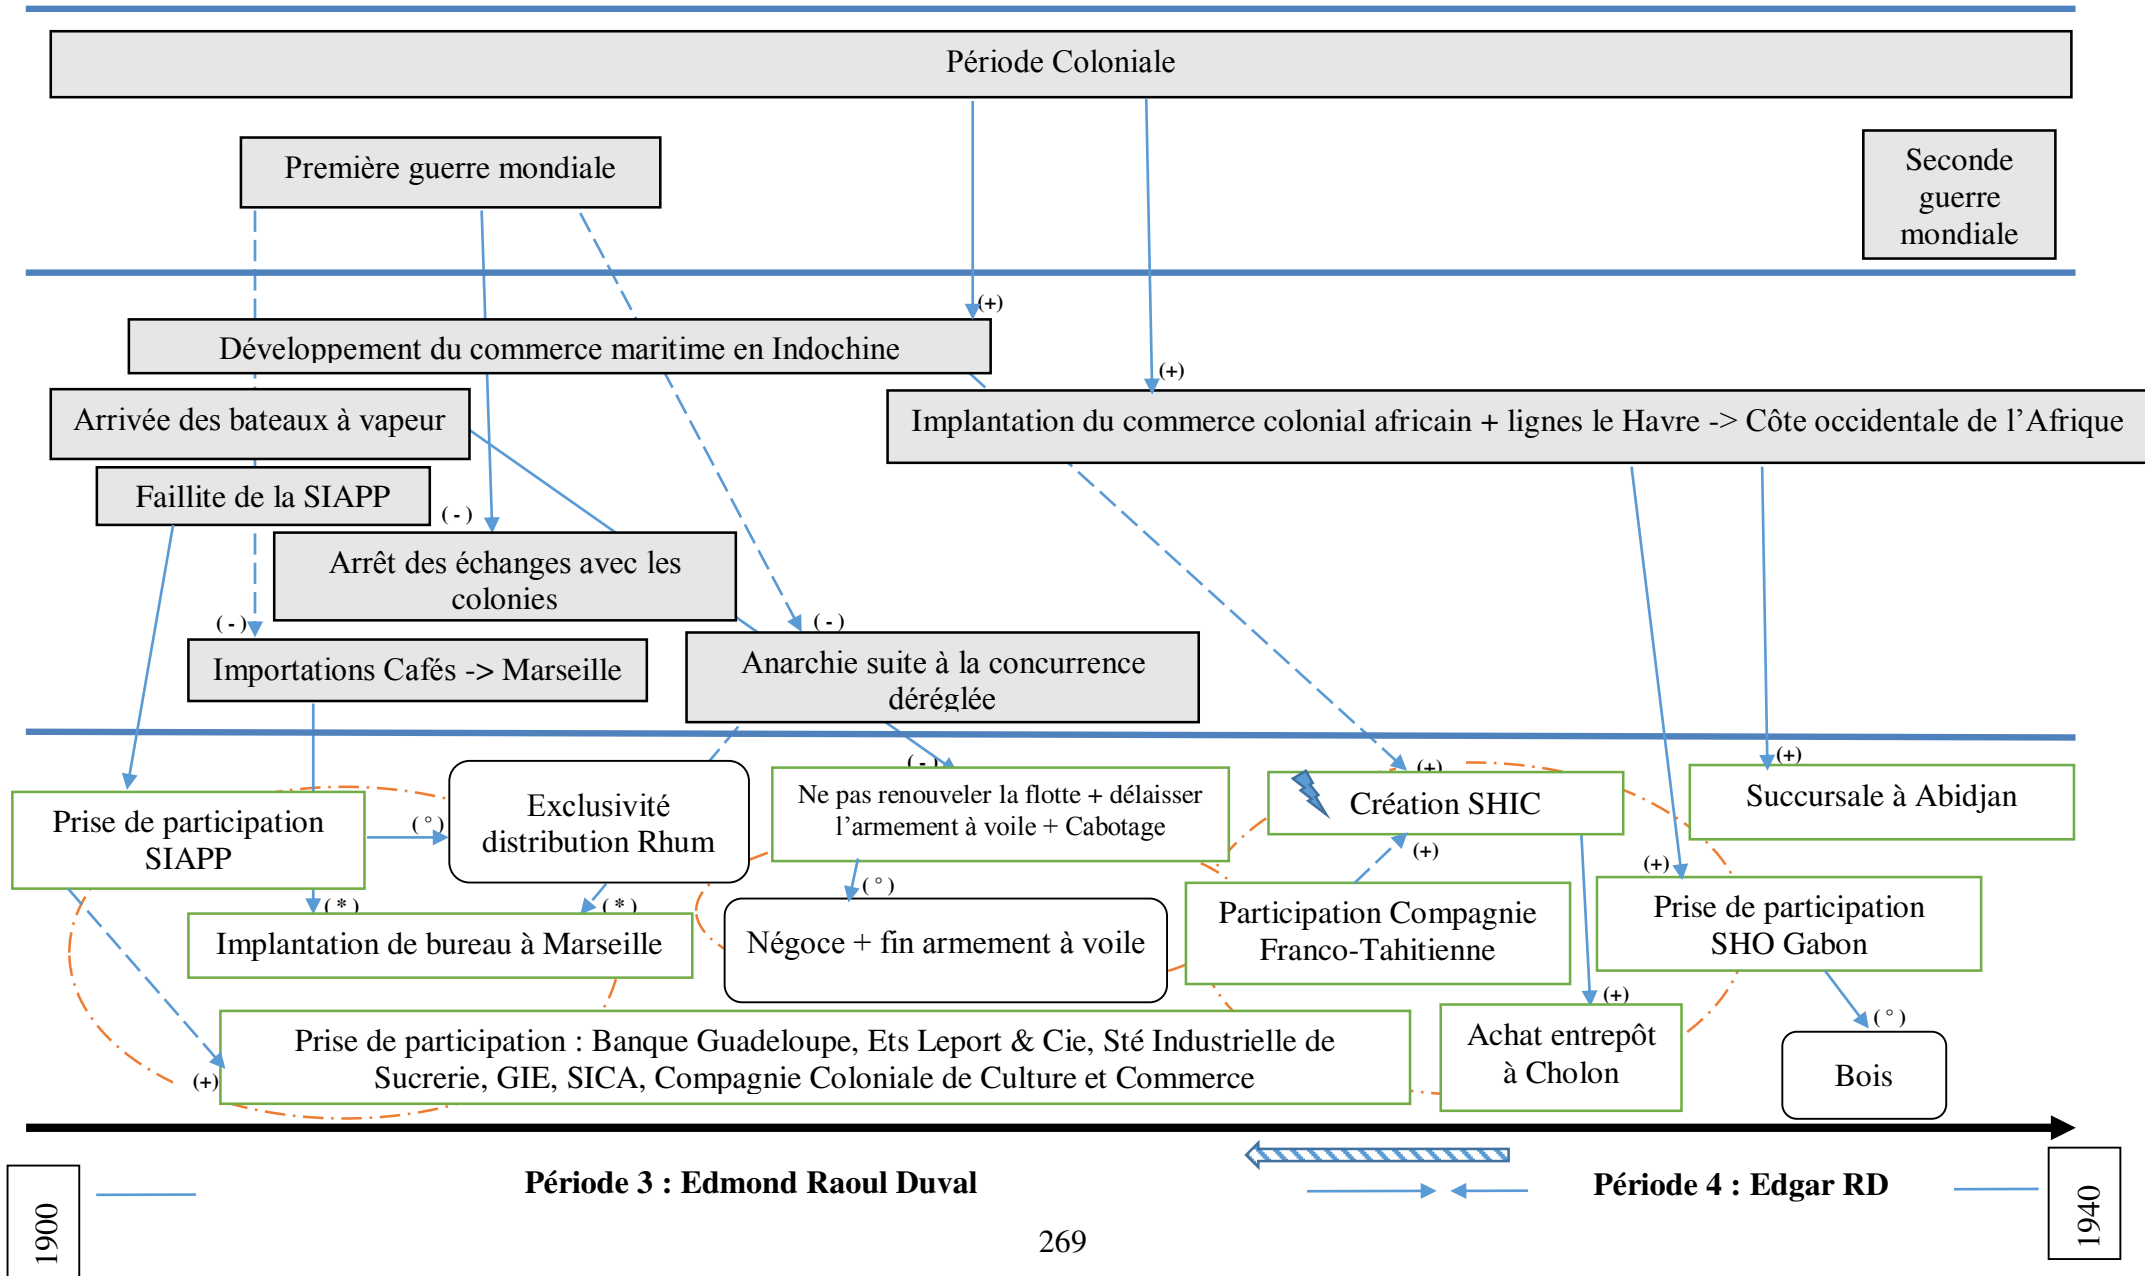 Période Coloniale
Première guerre mondiale
Seconde
guerre
mondiale
(+)
Développement du commerce maritime en Indochine
(+)
Arrivée des bateaux à vapeur
Implantation du commerce colonial africain + lignes le Havre -> Côte occidentale de l’Afrique
Faillite de la SIAPP
( - )
Arrêt des échanges avec les
colonies
( - )
( - )
Importations Cafés -> Marseille
Anarchie suite à la concurrence
déréglée
( - )
(+)
(+)
Prise de participation
SIAPP
( ° )
Exclusivité
distribution Rhum
Ne pas renouveler la flotte + délaisser
l’armement à voile + Cabotage
Création SHIC
Succursale à Abidjan
(+)
(+)
( * )
( * )
( ° )
Implantation de bureau à Marseille
Négoce + fin armement à voile
Participation Compagnie
Franco-Tahitienne
Prise de participation
SHO Gabon
(+)
( ° )
Prise de participation : Banque Guadeloupe, Ets Leport & Cie, Sté Industrielle de
Sucrerie, GIE, SICA, Compagnie Coloniale de Culture et Commerce
(+)
Achat entrepôt
à Cholon
Bois
1900
Période 3 : Edmond Raoul Duval
Période 4 : Edgar RD
1940
269